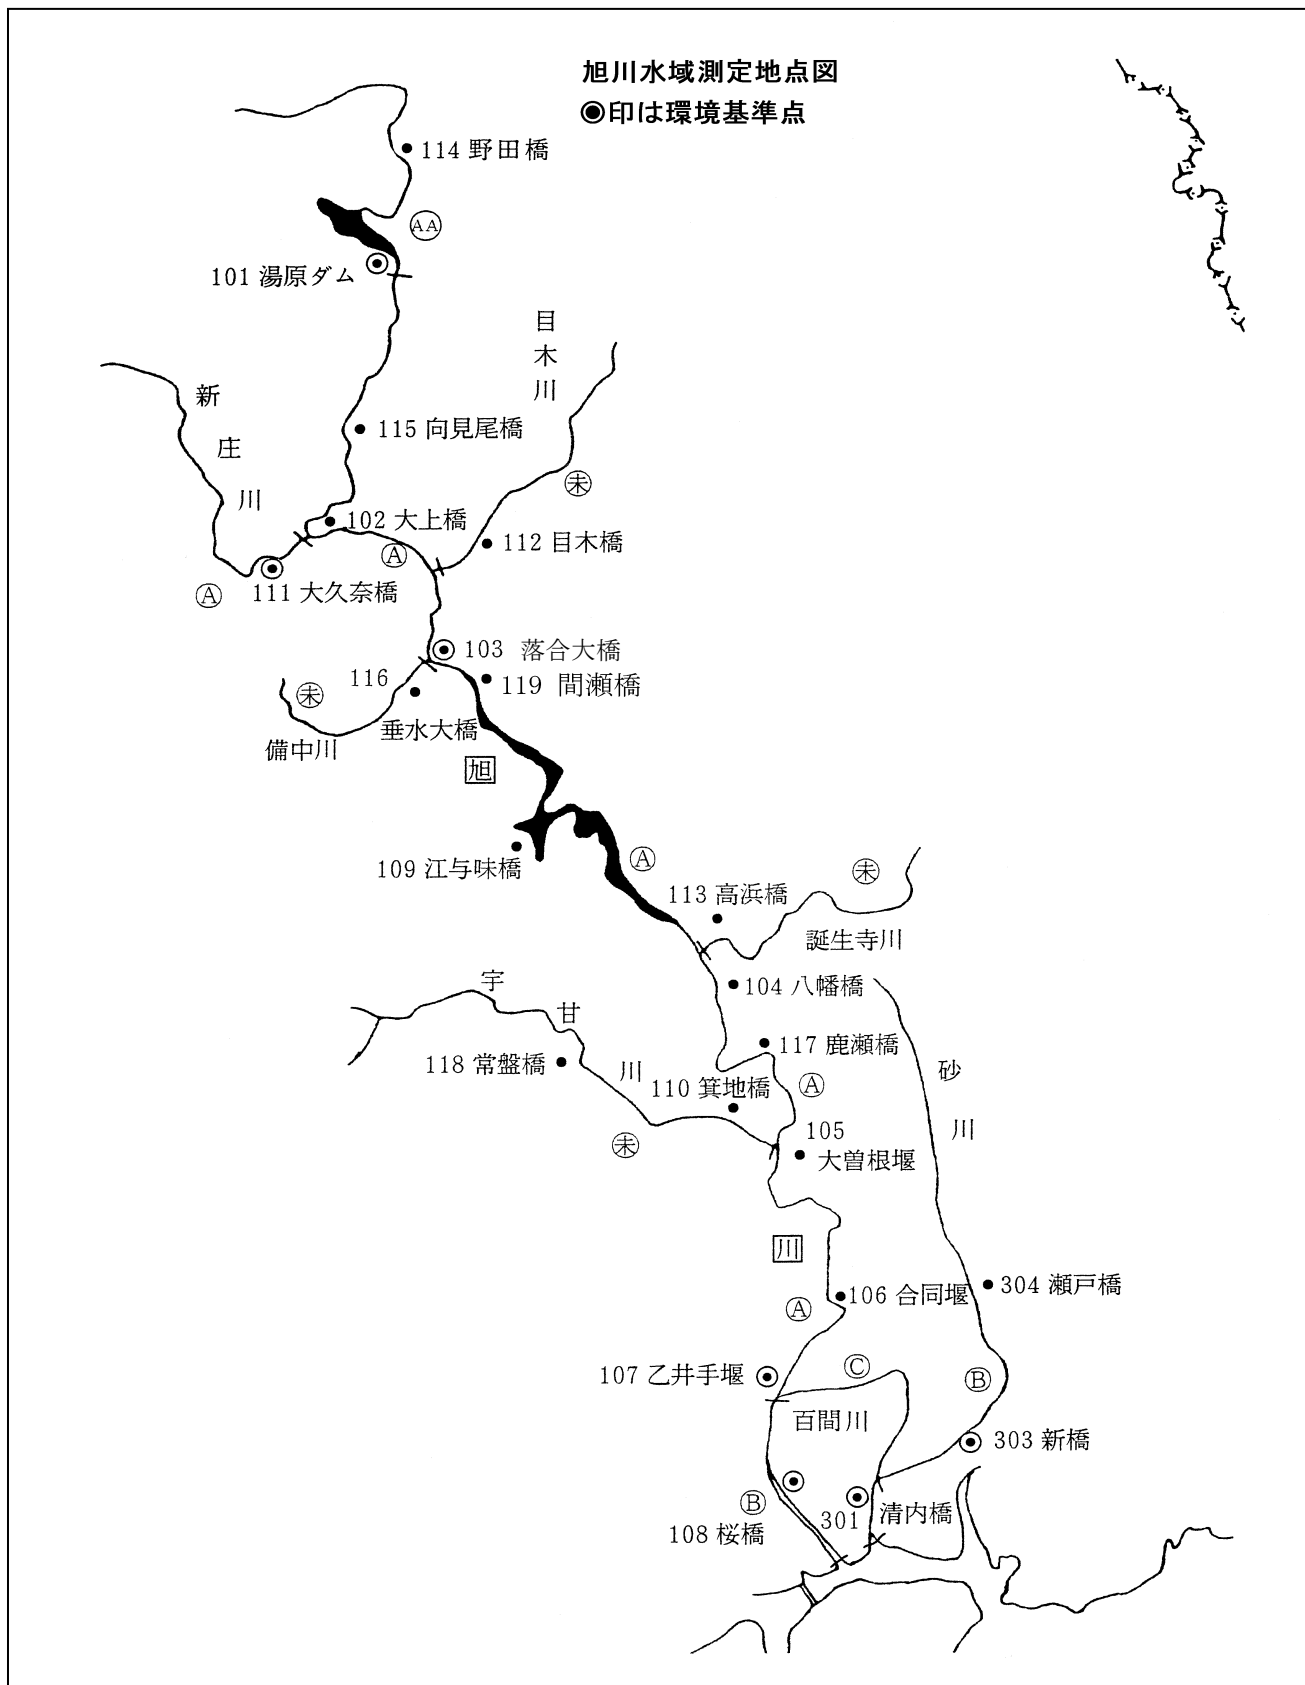 旭川水域測定地点図
◉印は環境基準点
114 野田橋
AA
101 湯原ダム
目木川
新庄川
115 向見尾橋
未
102 大上橋
112 目木橋
A
111 大久奈橋
A
103 落合大橋
116
119 間瀬橋
未
垂水大橋
備中川
旭
109 江与味橋
A
未
113 高浜橋
誕生寺川
宇甘川
104 八幡橋
117 鹿瀬橋
118 常盤橋
砂川
110 箕地橋
A
105
大曽根堰
未
川
304 瀬戸橋
106 合同堰
A
107 乙井手堰
C
B
百間川
303 新橋
B
301
清内橋
108 桜橋